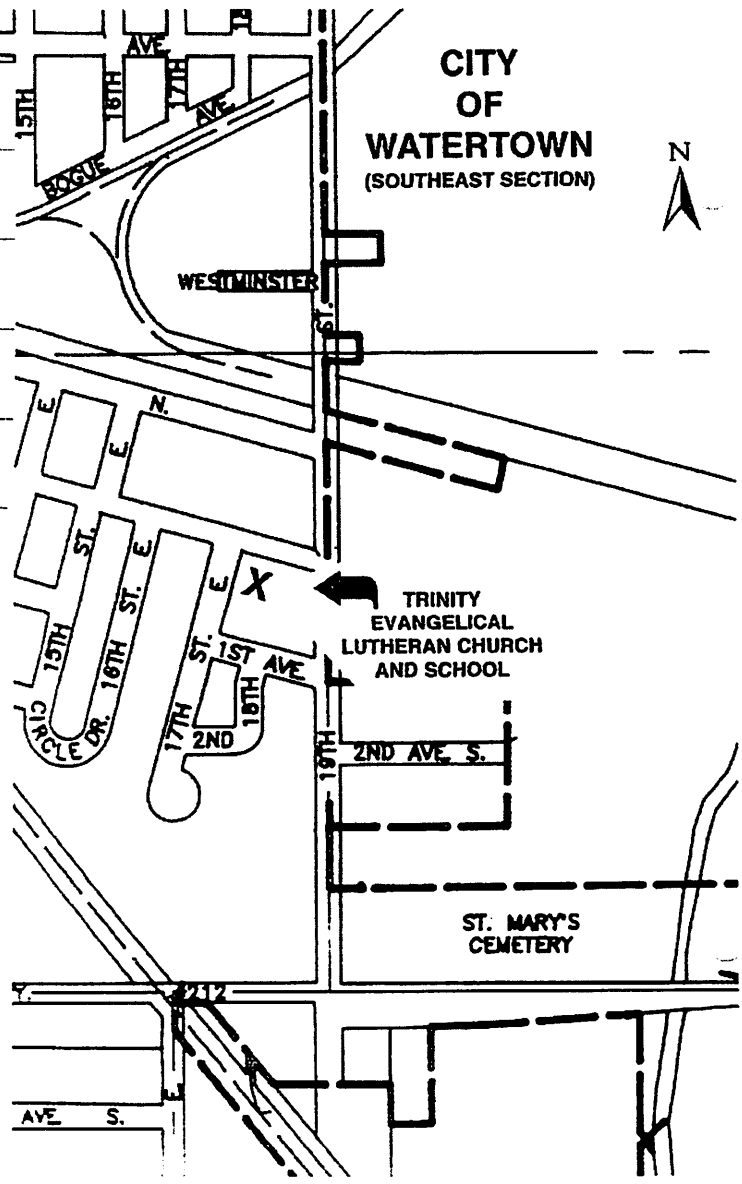 CITY
OF
WATERTOWN
(SOUTHEAST SECTION)
N
AVE.
15TH
16TH
17TH
BOGUE
AVE.
WESTMINSTER
ST.
E.
N.
E.
ST.
E.
ST.
E.
X
TRINITY
EVANGELICAL
LUTHERAN CHURCH
AND SCHOOL
15TH
16TH
ST.
1ST AVE.
CIRCLE DR.
17TH
18TH
2ND
19TH
2ND AVE. S.
ST. MARY'S
CEMETERY
Y.
212
E.
AVE S.